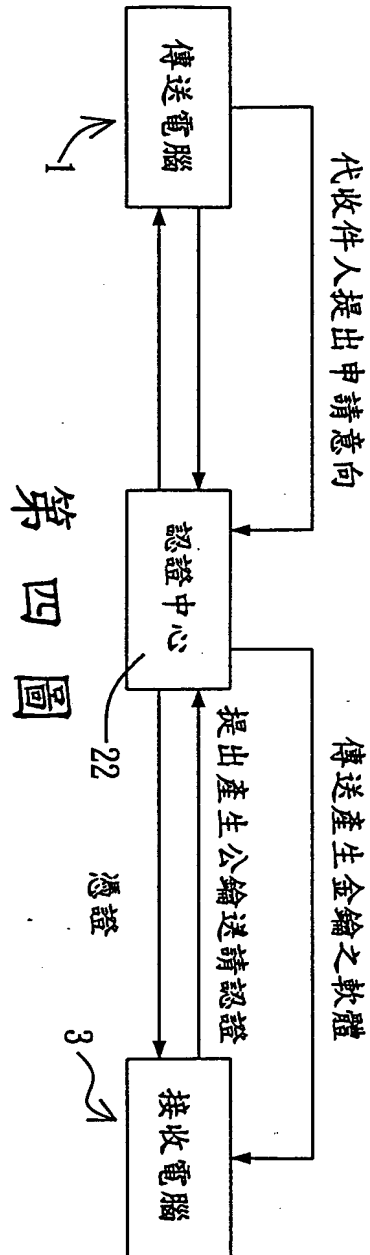 代收件人提出申請意向
傳送產生金鑰之軟體
傳送電腦
1
認證中心
22
提出產生公鑰送請認證
憑證
接收電腦
3
第四圖